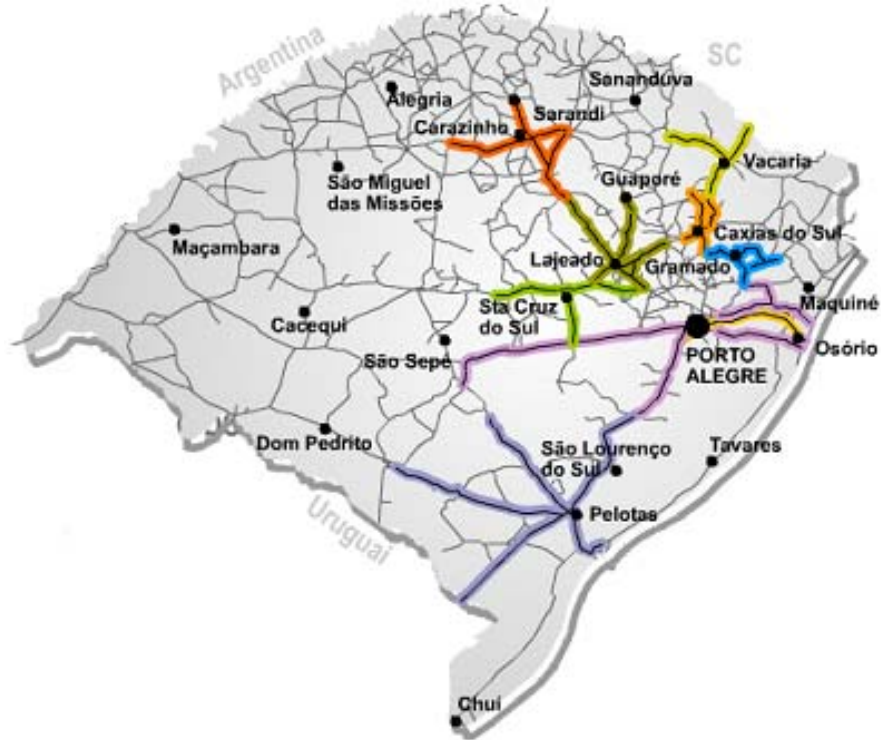 Argentina
SC
Sananduva
Alegria
Sarandi
Carazinho
Vacaria
São Miguel
das Missões
Guaporé
Maçambara
Caxias do Sul
Lajeado
Gramado
Maquiné
Sta Cruz
do Sul
Cacequi
São Sepé
PORTO
ALEGRE
Osório
Dom Pedrito
São Lourenço
do Sul
Tavares
Uruguai
Pelotas
Chuí